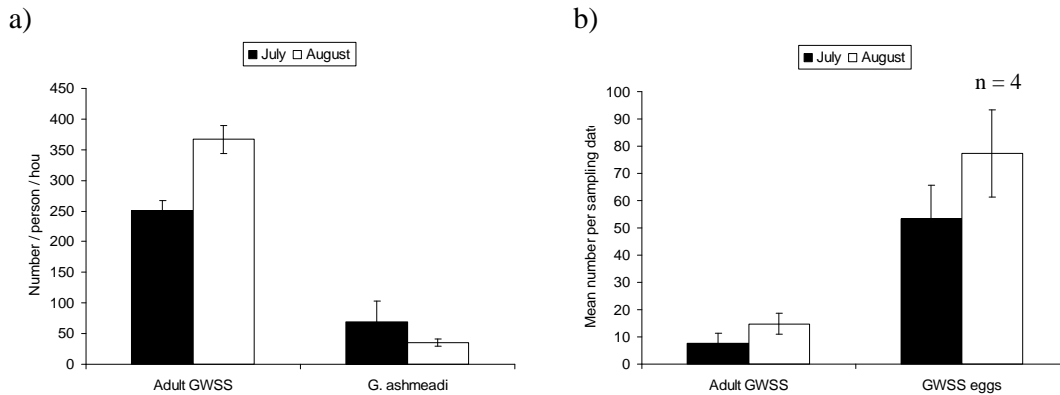 a)
July August
Number / person / hou
450
400
350
300
250
200
150
100
50
0
Adult GWSS G. ashmeadi
b)
July August
n = 4
Mean number per sampling date
100
90
80
70
60
50
40
30
20
10
0
Adult GWSS GWSS eggs